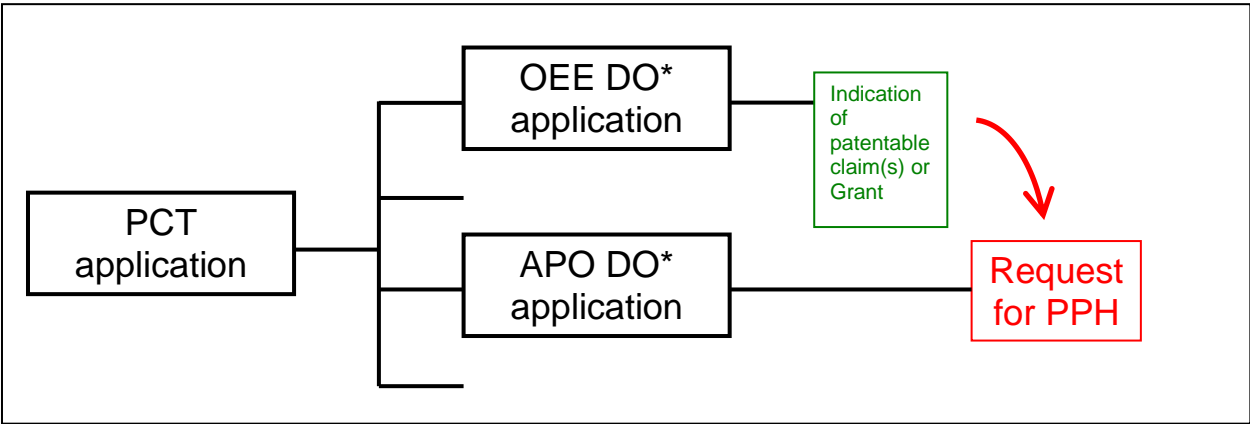 OEE DO*
application
Indication
of
patentable
claim(s) or
Grant
PCT
application
APO DO*
application
Request
for PPH